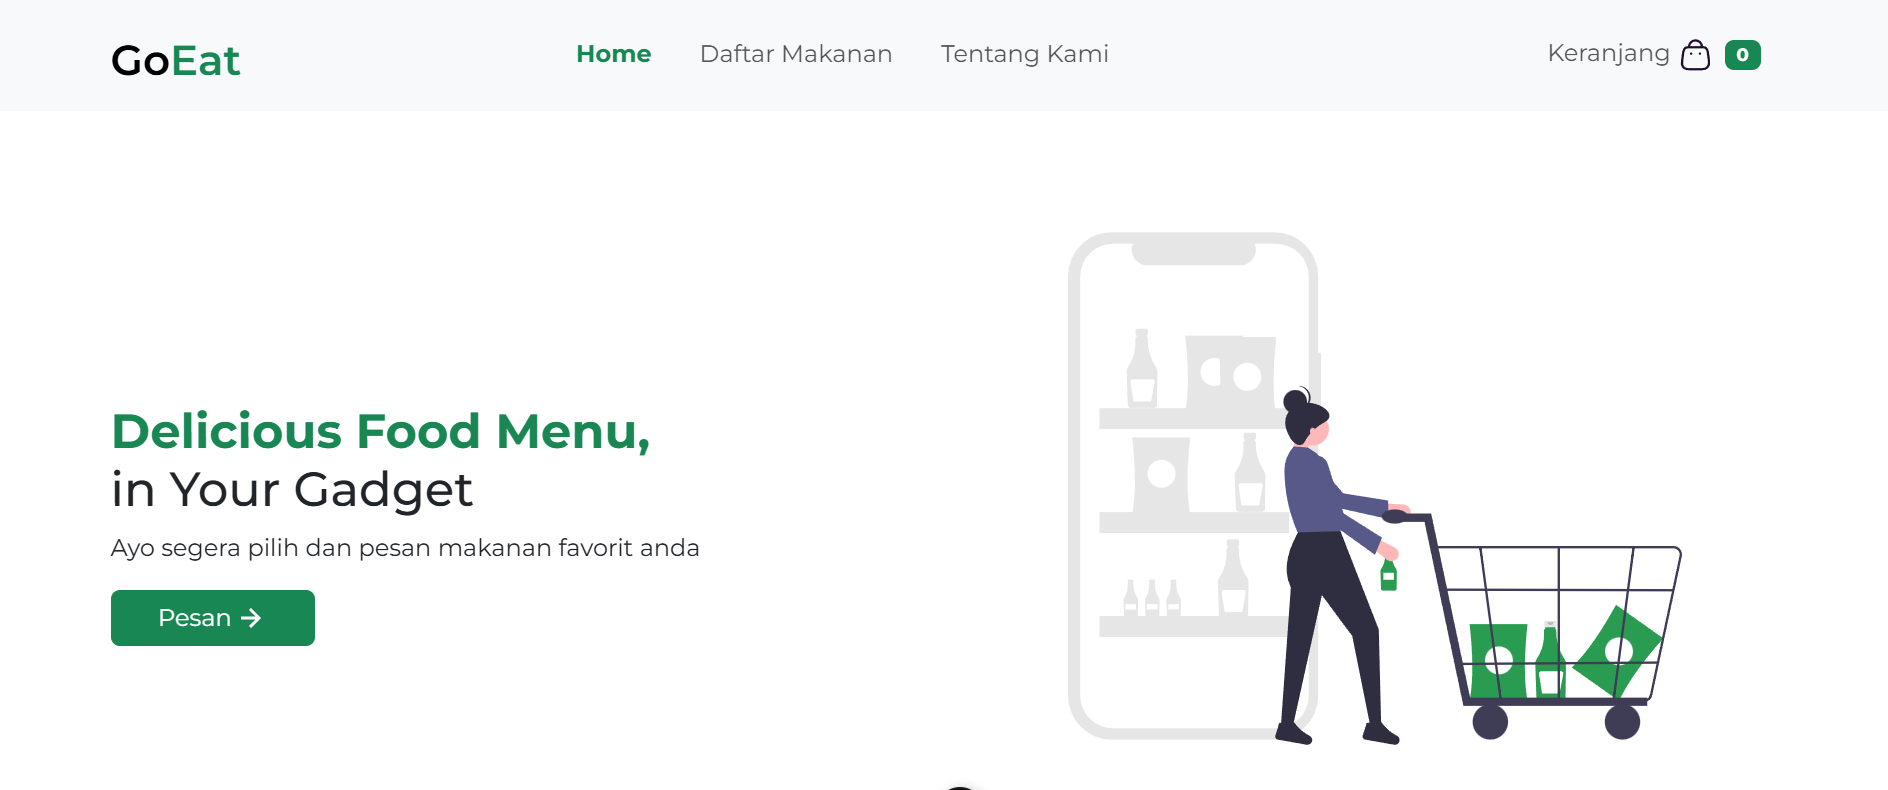 GoEat
Home Daftar Makanan Tentang Kami Keranjang 0
Delicious Food Menu,
in Your Gadget
Ayo segera pilih dan pesan makanan favorit anda
Pesan →